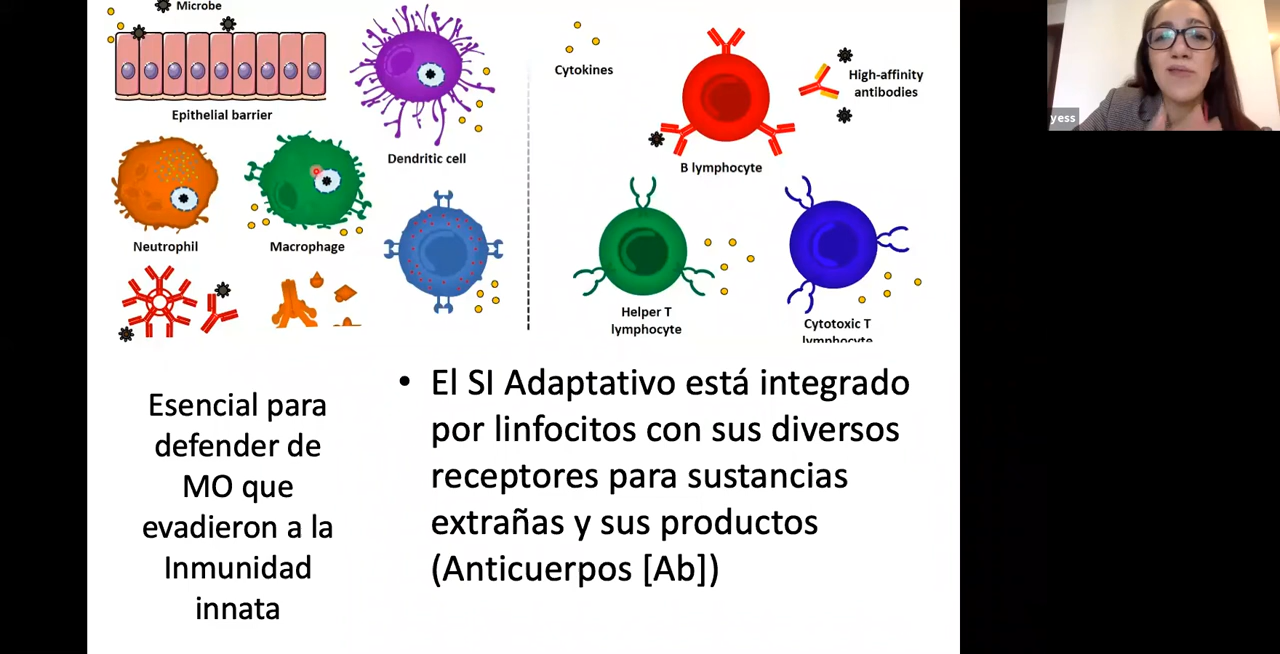 Microbe
Epithelial barrier
Dendritic cell
Neutrophil
Macrophage
Cytokines
High-affinity
antibodies
B lymphocyte
Helper T
lymphocyte
Cytotoxic T
lymphocyte
Esencial para
defender de
MO que
evadieron a la
Inmunidad
innata
• El SI Adaptativo está integrado
por linfocitos con sus diversos
receptores para sustancias
extrañas y sus productos
(Anticuerpos [Ab])
yess